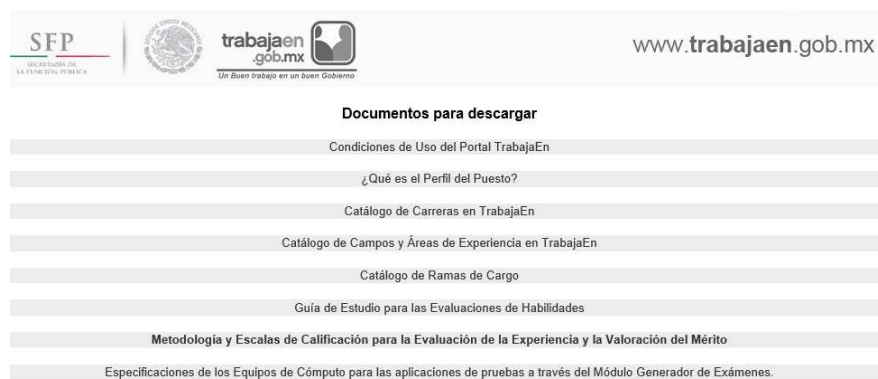 SFP
SECRETARÍA DE
LA FUNCIÓN PÚBLICA
trabajaen
.gob.mx
Un Buen trabajo en un buen Gobierno
www.trabajaen.gob.mx
Documentos para descargar
Condiciones de Uso del Portal TrabajaEn
¿Qué es el Perfil del Puesto?
Catálogo de Carreras en TrabajaEn
Catálogo de Campos y Áreas de Experiencia en TrabajaEn
Catálogo de Ramas de Cargo
Guía de Estudio para las Evaluaciones de Habilidades
Metodología y Escalas de Calificación para la Evaluación de la Experiencia y la Valoración del Mérito
Especificaciones de los Equipos de Cómputo para las aplicaciones de pruebas a través del Módulo Generador de Exámenes.